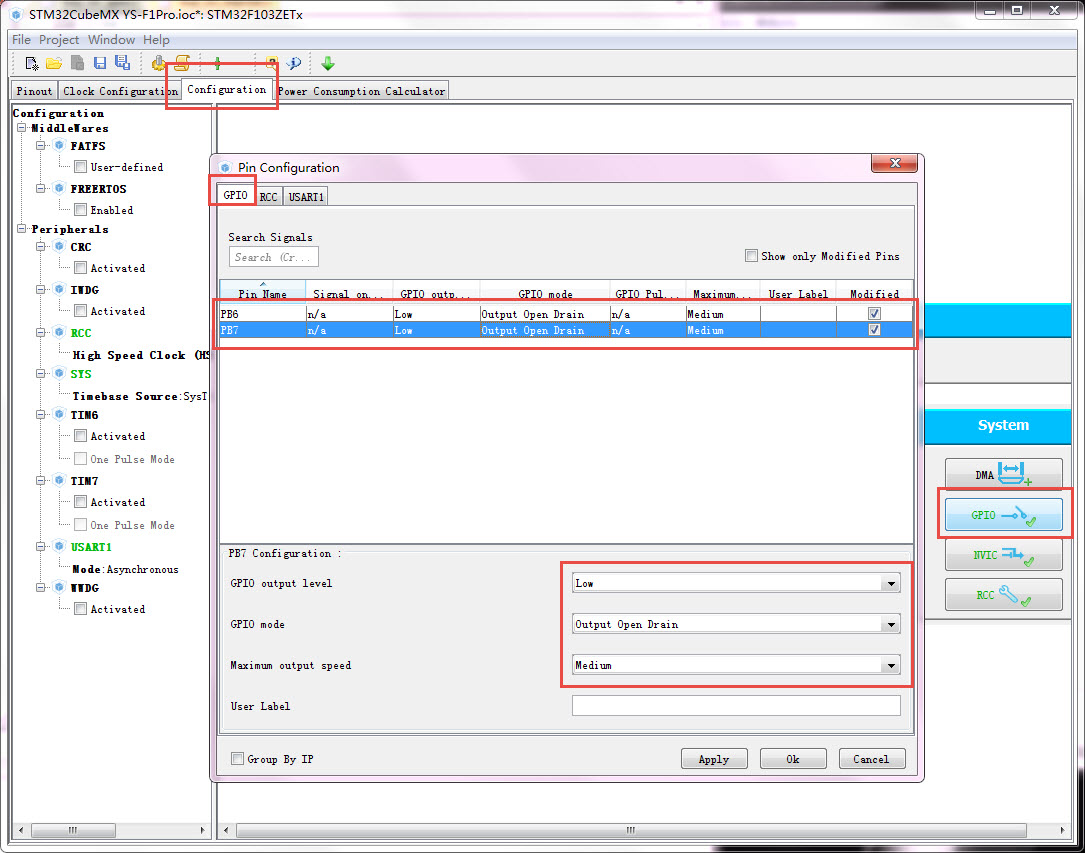 STM32CubeMX YS-F1Pro.ioc*: STM32F103ZETx
File Project Window Help
Pinout Clock Configuration Configuration Power Consumption Calculator
Configuration
MiddleWares
FATFS
User-defined
FREERTOS
Enabled
Peripherals
CRC
Activated
IWDG
Activated
RCC
High Speed Clock (HS
SYS
Timebase Source:SysT
TIM6
Activated
One Pulse Mode
TIM7
Activated
One Pulse Mode
USART1
Mode:Asynchronous
WWDG
Activated
Pin Configuration
GPIO RCC USART1
Search Signals
Search (Cr...
Show only Modified Pins
Pin Name Signal on... GPIO outp... GPIO mode GPIO Pul... Maximum... User Label Modified
PB6 n/a Low Output Open Drain n/a Medium
PB7 n/a Low Output Open Drain n/a Medium
PB7 Configuration :
GPIO output level Low
GPIO mode Output Open Drain
Maximum output speed Medium
User Label
Group By IP
Apply Ok Cancel
System
DMA
GPIO
NVIC
RCC